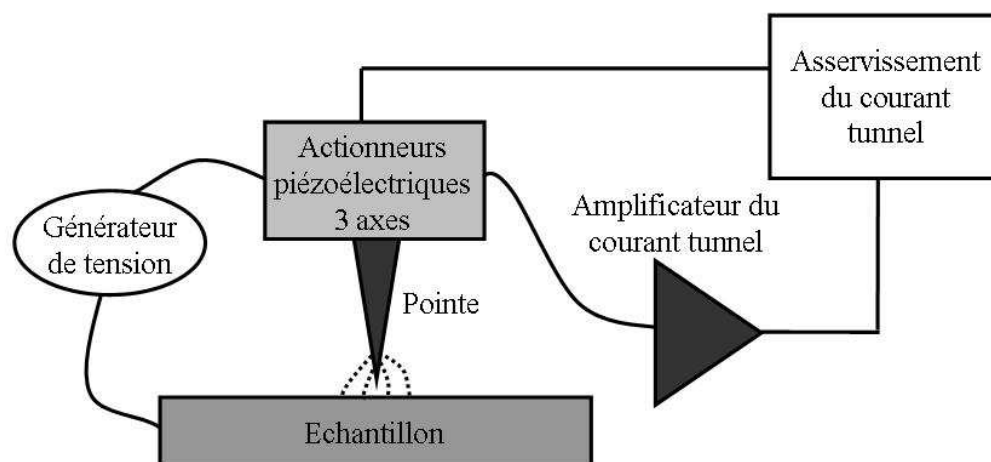 Asservissement
du courant
tunnel
Actionneurs
piézoélectriques
3 axes
Amplificateur du
courant tunnel
Générateur
de tension
Pointe
Echantillon